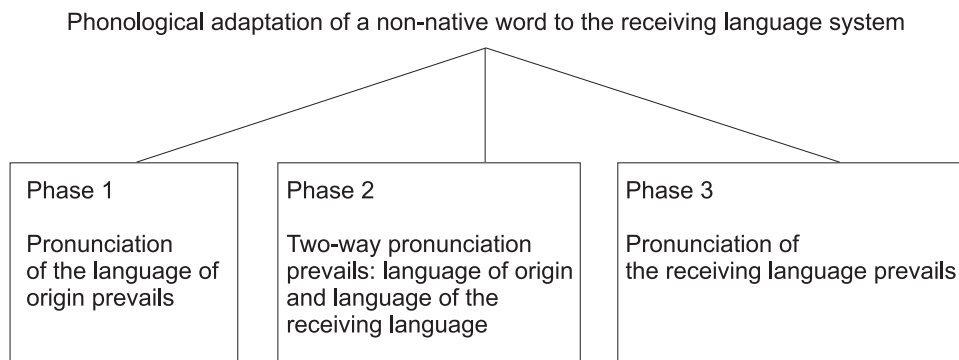 Phonological adaptation of a non-native word to the receiving language system
Phase 1
Pronunciation
of the language of
origin prevails
Phase 2
Two-way pronunciation
prevails: language of origin
and language of the
receiving language
Phase 3
Pronunciation of
the receiving language prevails